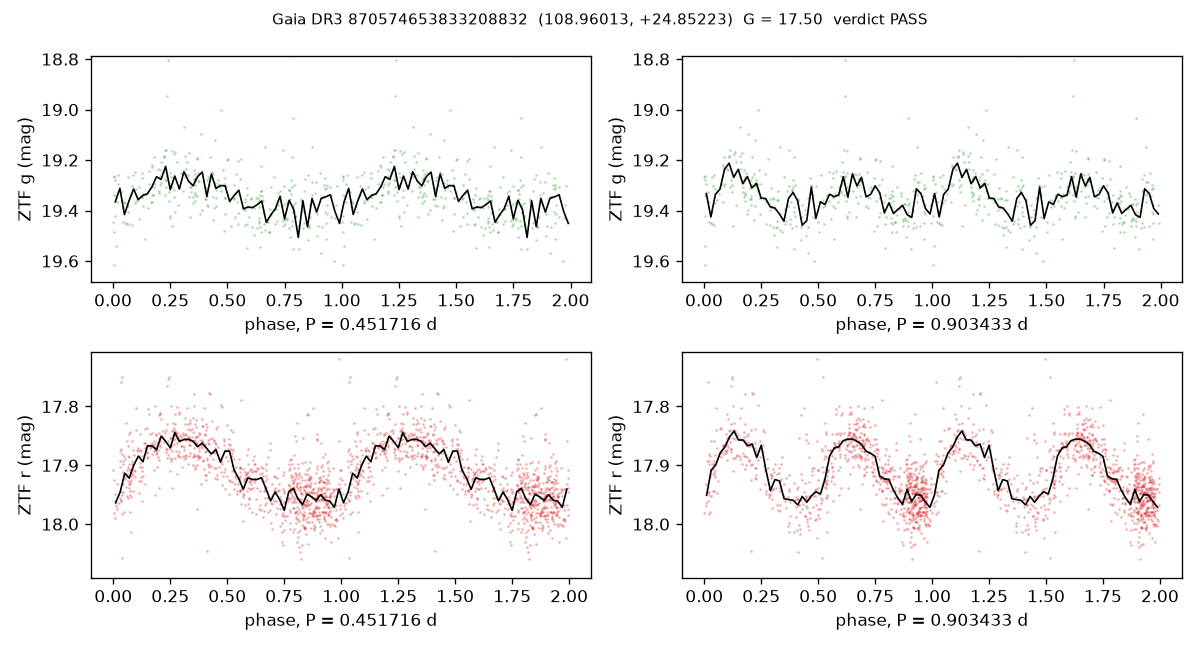 Gaia DR3 870574653833208832 (108.96013, +24.85223) G = 17.50 verdict PASS
ZTF g (mag)
18.8
19.0
19.2
19.4
19.6
0.00 0.25 0.50 0.75 1.00 1.25 1.50 1.75 2.00
phase, P = 0.451716 d
ZTF g (mag)
18.8
19.0
19.2
19.4
19.6
0.00 0.25 0.50 0.75 1.00 1.25 1.50 1.75 2.00
phase, P = 0.903433 d
ZTF r (mag)
17.8
17.9
18.0
0.00 0.25 0.50 0.75 1.00 1.25 1.50 1.75 2.00
phase, P = 0.451716 d
ZTF r (mag)
17.8
17.9
18.0
0.00 0.25 0.50 0.75 1.00 1.25 1.50 1.75 2.00
phase, P = 0.903433 d